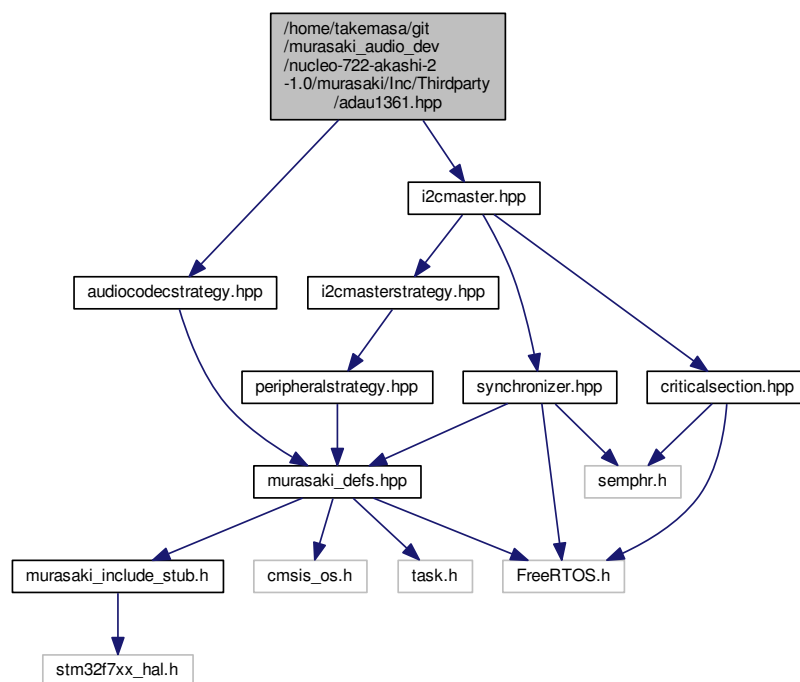 /home/takemasa/git
/murasaki_audio_dev
/nucleo-722-akashi-2
-1.0/murasaki/Inc/Thirdparty
/adau1361.hpp
i2cmaster.hpp
audiocodecstrategy.hpp
i2cmasterstrategy.hpp
peripheralstrategy.hpp
synchronizer.hpp
criticalsection.hpp
murasaki_defs.hpp
semphr.h
murasaki_include_stub.h
cmsis_os.h
task.h
FreeRTOS.h
stm32f7xx_hal.h